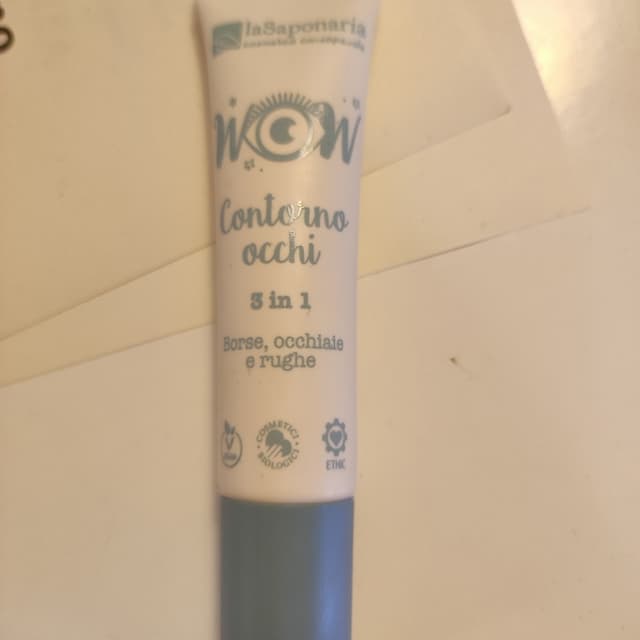 laSaponaria
WOW
Contorno
occhi
3 in 1
Borse, occhiaie
e rughe
COSMETICI
BIOLOGICI
ETHIC